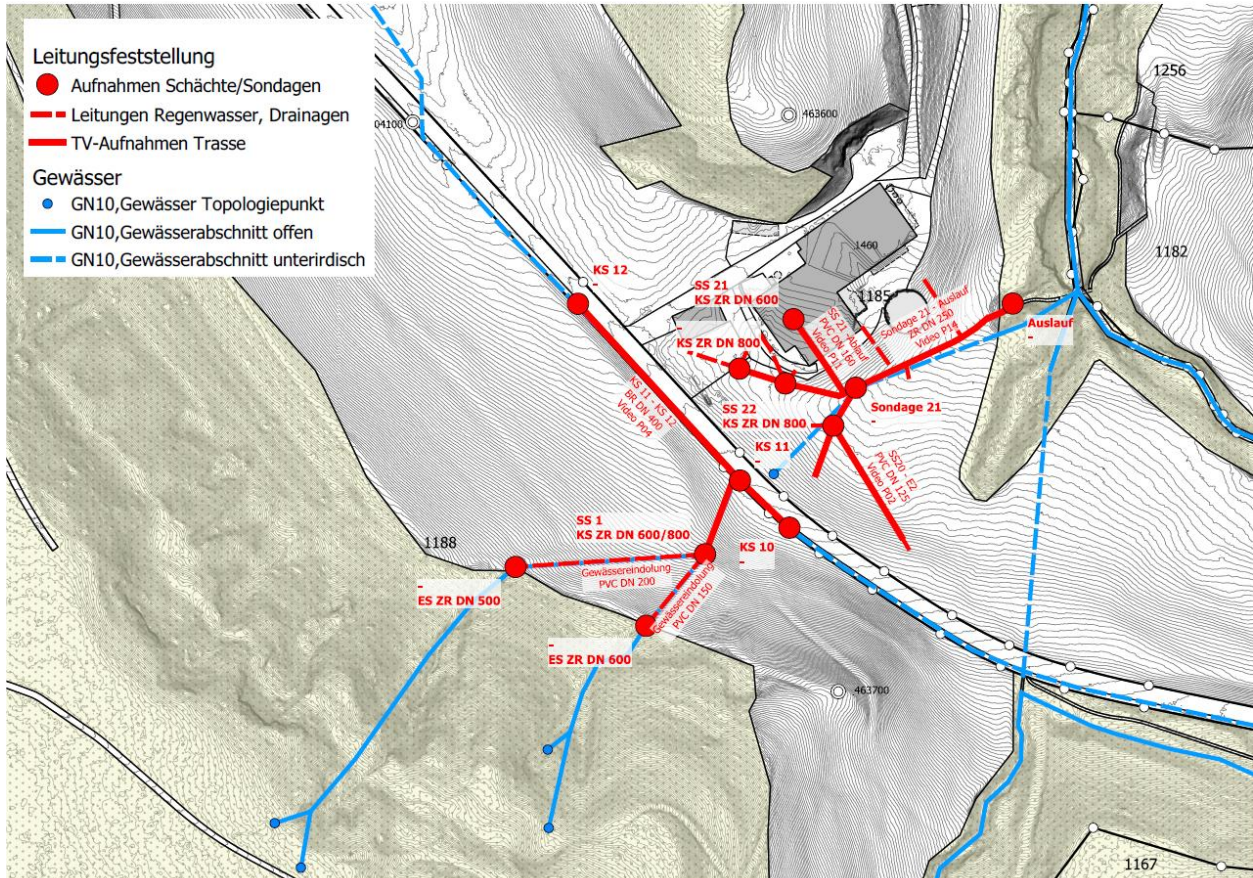 Leitungsfeststellung
Aufnahmen Schächte/Sondagen
Leitungen Regenwasser, Drainagen
TV-Aufnahmen Trasse
Gewässer
GN10,Gewässer Topologiepunkt
GN10,Gewässerabschnitt offen
GN10,Gewässerabschnitt unterirdisch
463600
1256
1182
1460
1185
KS 12
-
SS 21
KS ZR DN 600
-
KS ZR DN 800
SS 21 -Ablauf
PVC DN 160
Video P11
Sondage 21 - Auslauf
ZR DN 250
Video P14
Auslauf
-
KS 11 - KS 12
BR DN 400
Video P04
SS 22
KS ZR DN 800
Sondage 21
-
KS 11
-
SS20 - E2
PVC DN 125
Video P02
SS 1
KS ZR DN 600/800
KS 10
-
1188
Gewässereindolung
PVC DN 200
Gewässereindolung
PVC DN 150
-
ES ZR DN 500
-
ES ZR DN 600
463700
1167